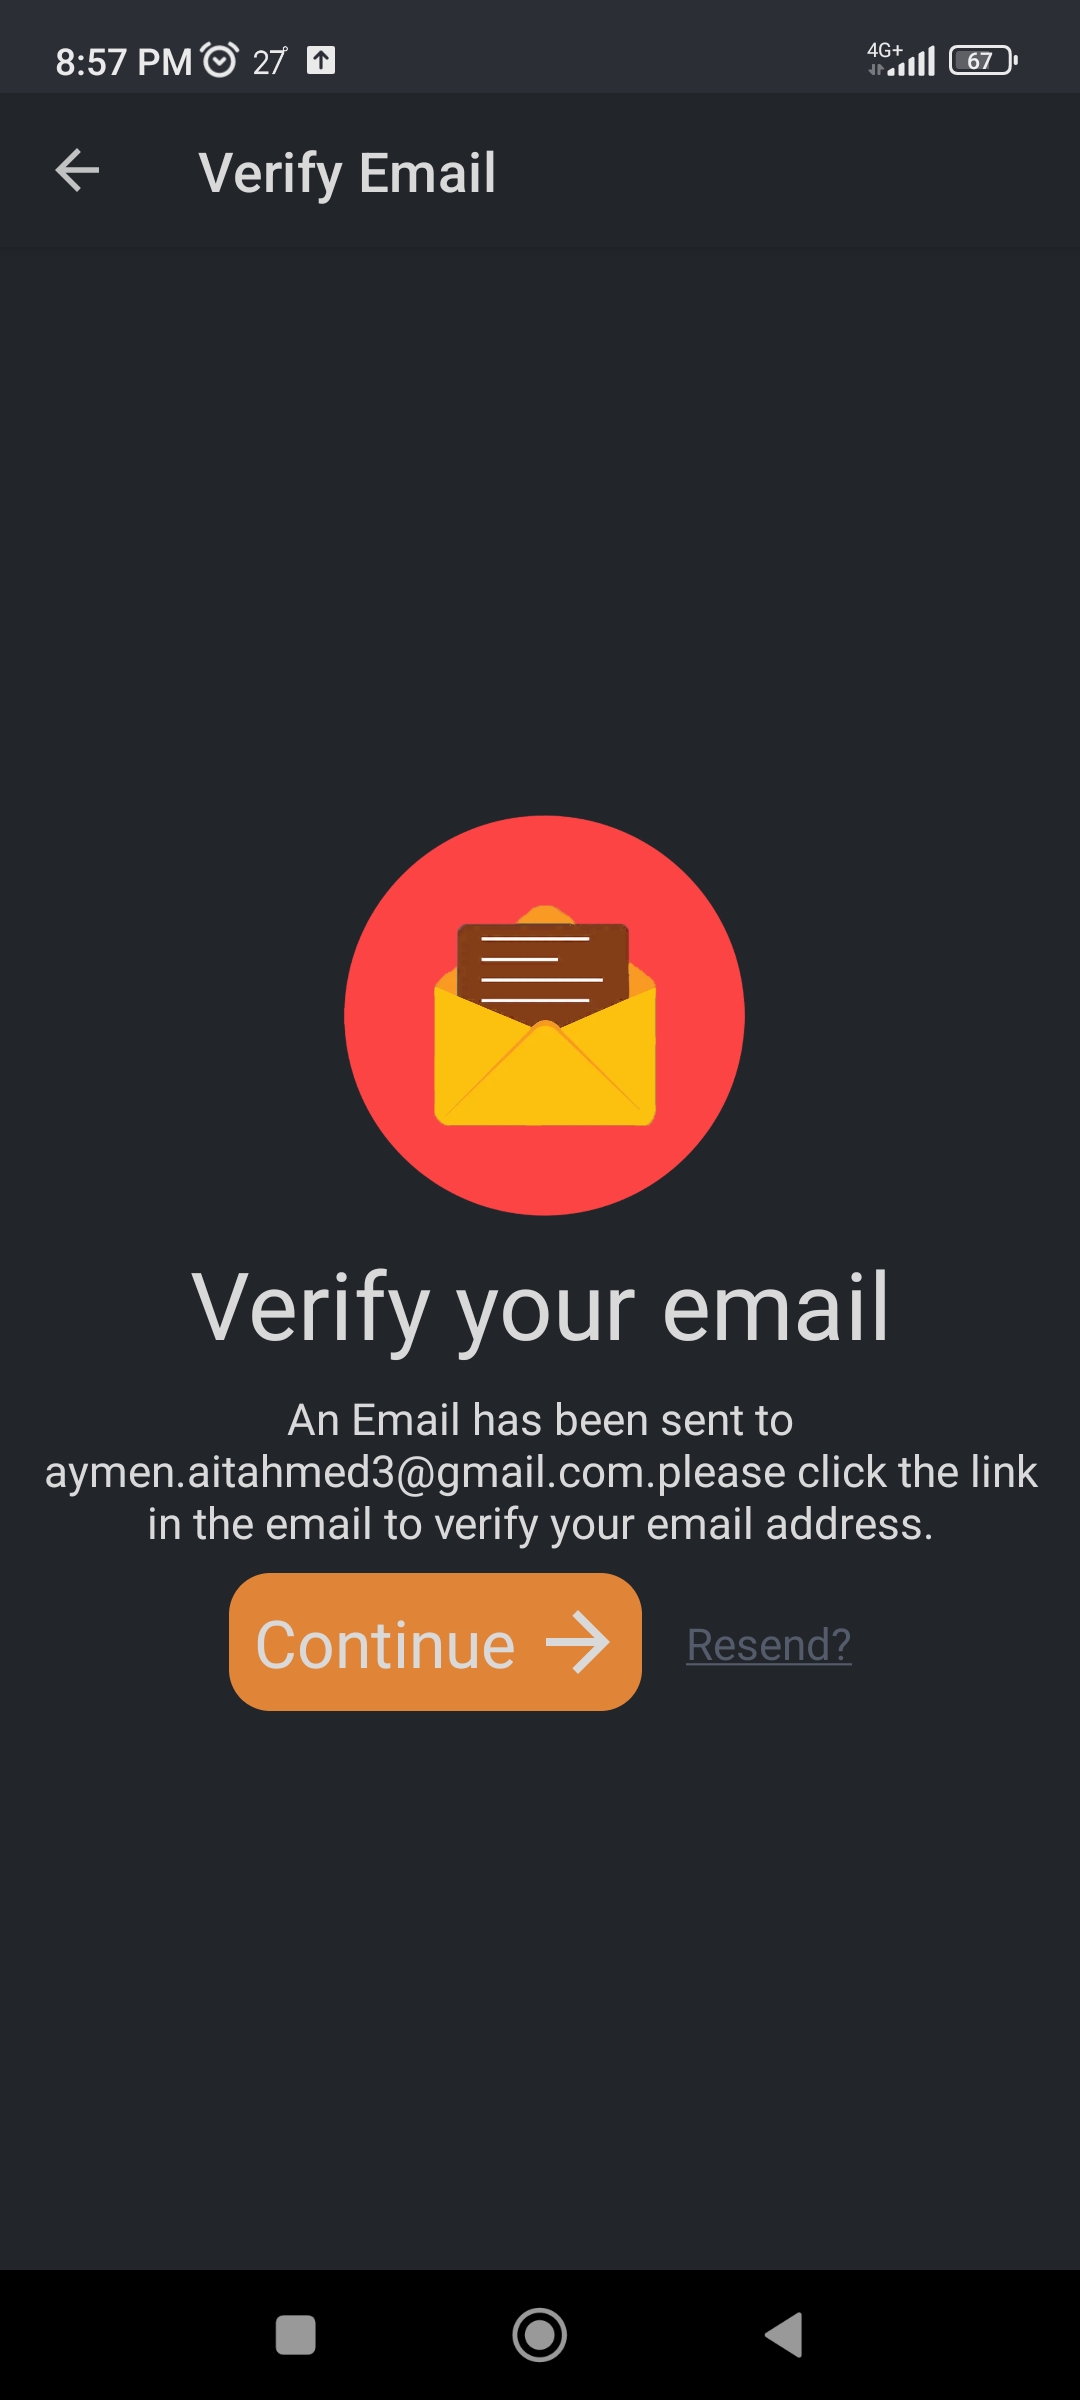 8:57 PM 27° 4G+ 67
Verify Email
Verify your email
An Email has been sent to
aymen.aitahmed3@gmail.com.please click the link
in the email to verify your email address.
Continue Resend?